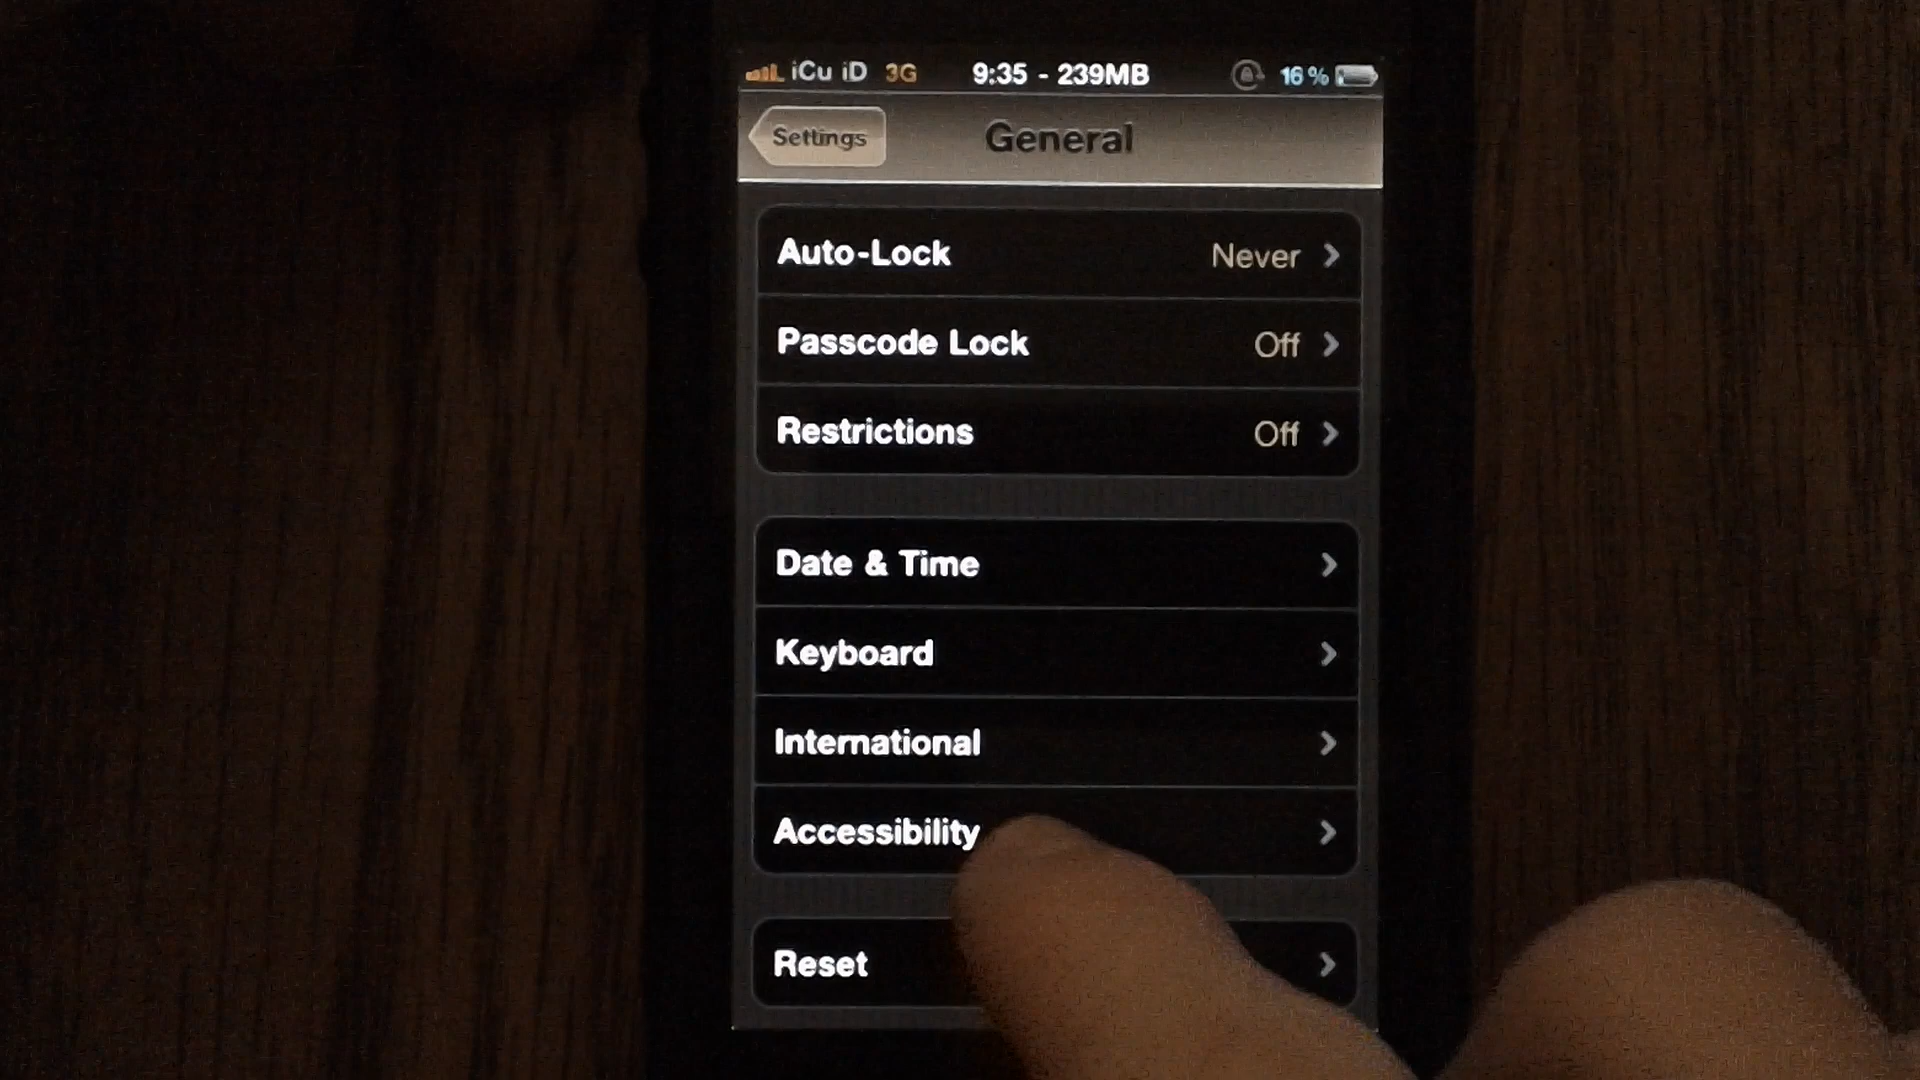 iCu iD 3G 9:35 - 239MB 16%
Settings General
Auto-Lock Never
Passcode Lock Off
Restrictions Off
Date & Time
Keyboard
International
Accessibility
Reset